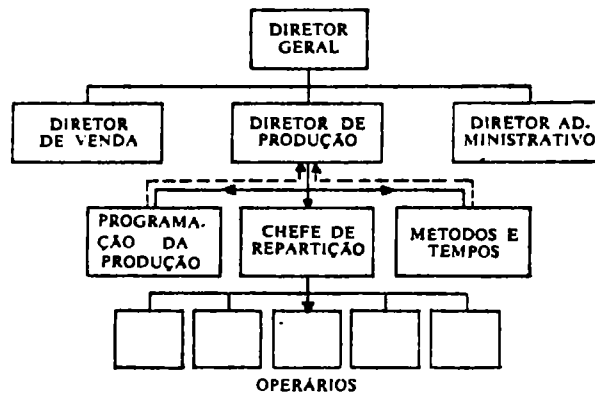 DIRETOR
GERAL
DIRETOR
DE VENDA
DIRETOR DE
PRODUÇÃO
DIRETOR AD.
MINISTRATIVO
PROGRAMA.
ÇÃO DA
PRODUÇÃO
CHEFE DE
REPARTIÇÃO
METODOS E
TEMPOS
OPERÁRIOS